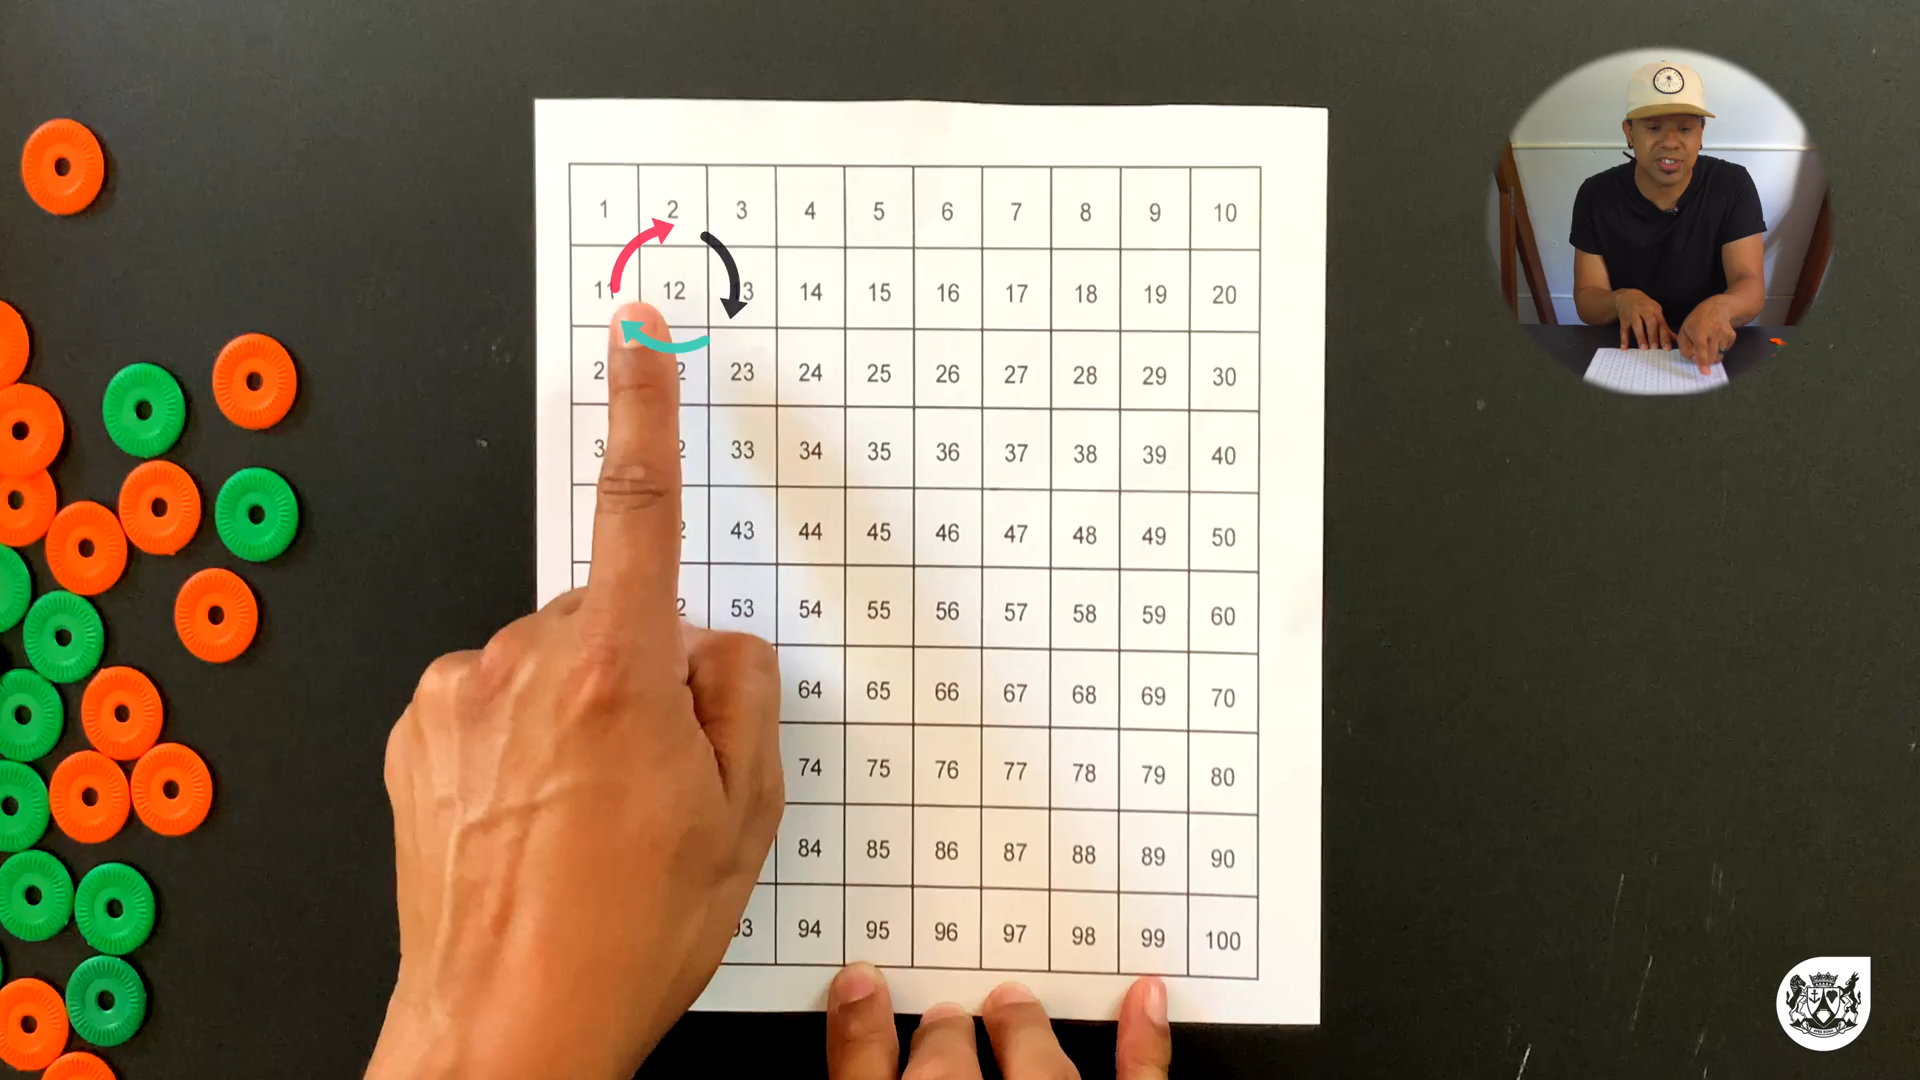 1 2 3 4 5 6 7 8 9 10
11 12 13 14 15 16 17 18 19 20
23 24 25 26 27 28 29 30
33 34 35 36 37 38 39 40
43 44 45 46 47 48 49 50
53 54 55 56 57 58 59 60
64 65 66 67 68 69 70
74 75 76 77 78 79 80
84 85 86 87 88 89 90
93 94 95 96 97 98 99 100